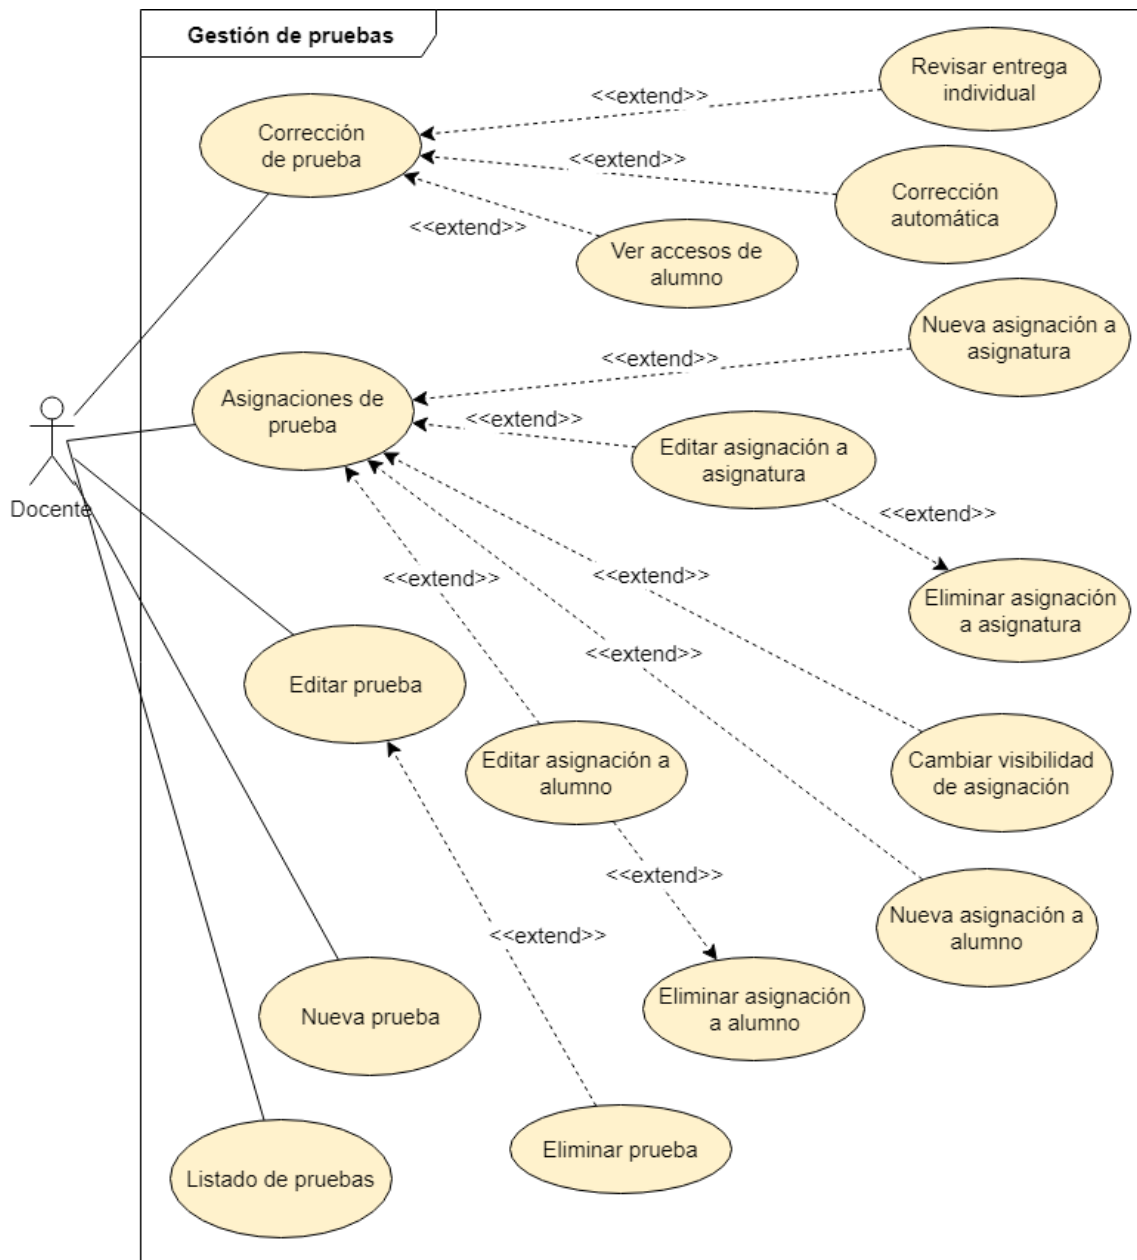 Gestión de pruebas
Revisar entrega
individual
<<extend>>
Corrección
de prueba
<<extend>>
Corrección
automática
<<extend>>
Ver accesos de
alumno
Nueva asignación a
asignatura
<<extend>>
Asignaciones de
prueba
<<extend>>
Editar asignación a
asignatura
Docente
<<extend>>
<<extend>>
<<extend>>
Eliminar asignación
a asignatura
<<extend>>
Editar prueba
Editar asignación a
alumno
Cambiar visibilidad
de asignación
<<extend>>
Nueva asignación a
alumno
<<extend>>
Nueva prueba
Eliminar asignación
a alumno
Eliminar prueba
Listado de pruebas